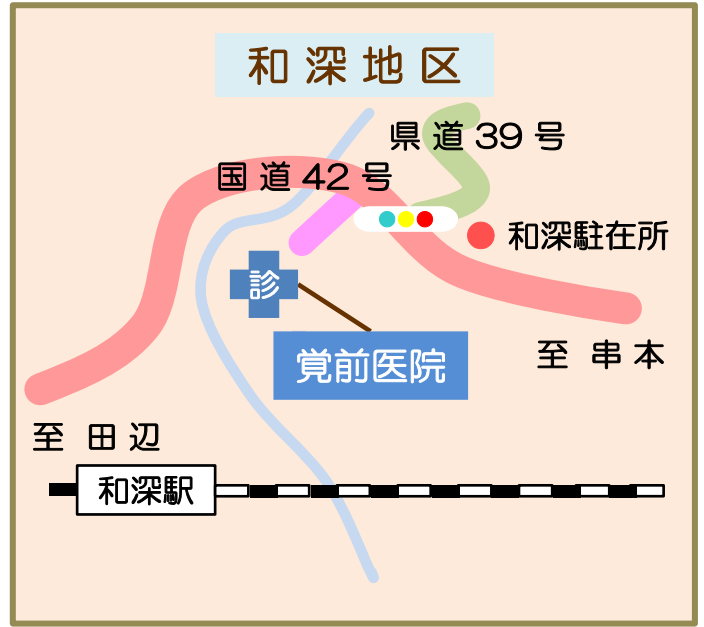 和深地区
県道39号
国道42号
和深駐在所
診
覚前医院
至 串本
至 田辺
和深駅